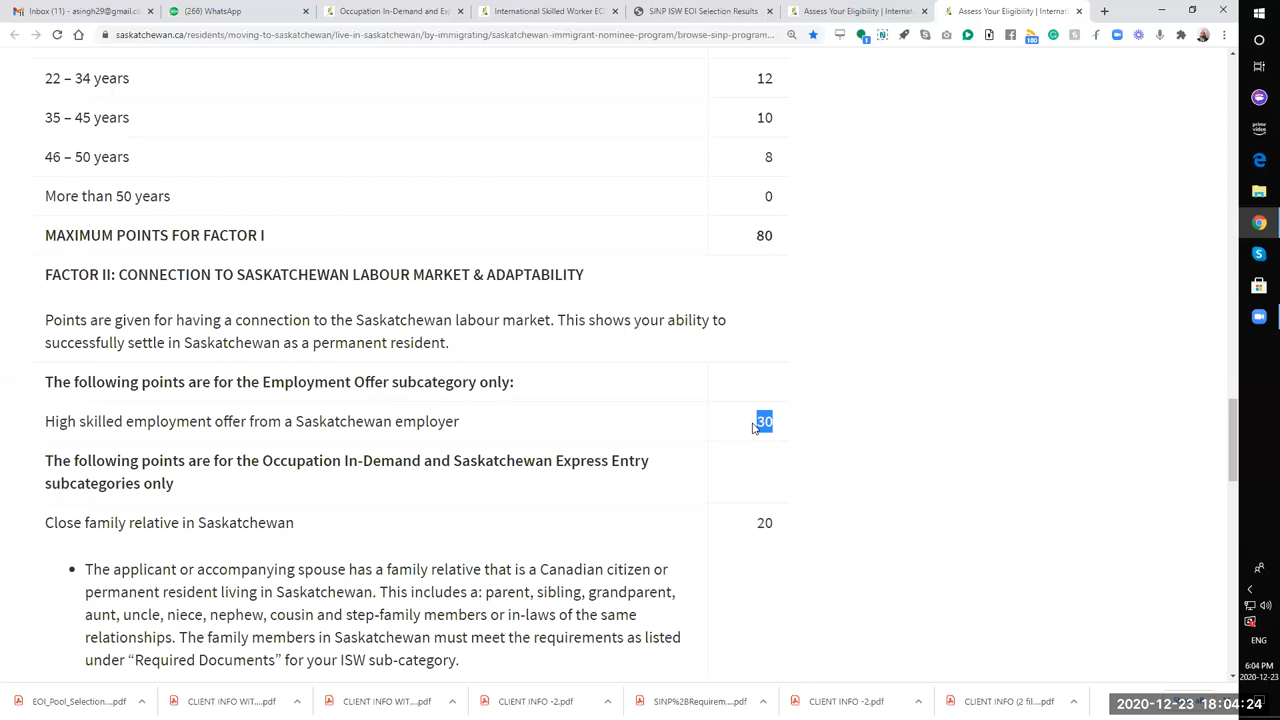 Inbox (11) - asingh29@gmail.co
(266) WhatsApp
Occupation In-Demand and Ex
International Skilled Worker EO
SINP ISW EOI Selection Results
Assess Your Eligibility | Internat
Assess Your Eligibility | Internati
saskatchewan.ca/residents/moving-to-saskatchewan/live-in-saskatchewan/by-immigrating/saskatchewan-immigrant-nominee-program/browse-sinp-program...
22 – 34 years 12
35 – 45 years 10
46 – 50 years 8
More than 50 years 0
MAXIMUM POINTS FOR FACTOR I 80
FACTOR II: CONNECTION TO SASKATCHEWAN LABOUR MARKET & ADAPTABILITY
Points are given for having a connection to the Saskatchewan labour market. This shows your ability to
successfully settle in Saskatchewan as a permanent resident.
The following points are for the Employment Offer subcategory only:
High skilled employment offer from a Saskatchewan employer 30
The following points are for the Occupation In-Demand and Saskatchewan Express Entry
subcategories only
Close family relative in Saskatchewan 20
• The applicant or accompanying spouse has a family relative that is a Canadian citizen or
permanent resident living in Saskatchewan. This includes a: parent, sibling, grandparent,
aunt, uncle, niece, nephew, cousin and step-family members or in-laws of the same
relationships. The family members in Saskatchewan must meet the requirements as listed
under “Required Documents” for your ISW sub-category.
prime video
ENG
6:04 PM
2020-12-23
EOI_Pool_Selection....pdf
CLIENT INFO WIT....pdf
CLIENT INFO WIT....pdf
CLIENT INFO-1.pdf
SINP%28Requirem....pdf
CLIENT INFO -2.pdf
CLIENT INFO (2 fil....pdf
2020-12-23 18:04:24